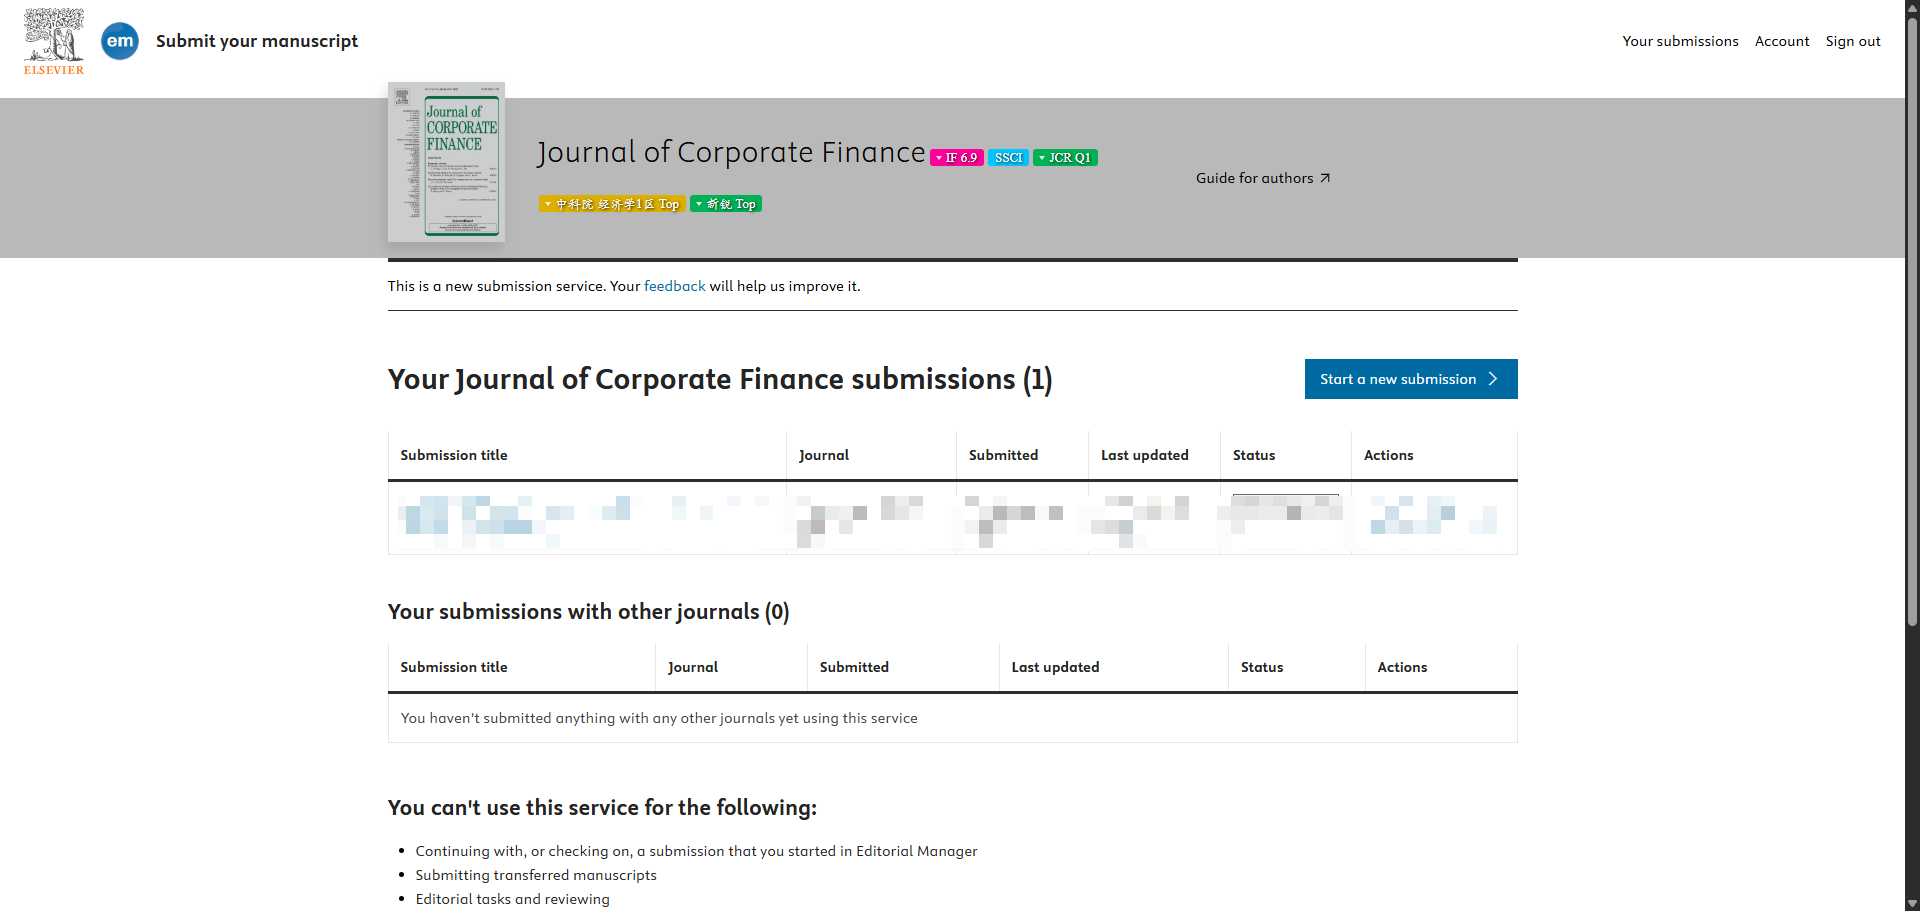 ELSEVIER
em
Submit your manuscript
Your submissions
Account
Sign out
Journal of
CORPORATE
FINANCE
Journal of Corporate Finance
IF 6.9
SSCI
JCR Q1
中科院 经济学1区 Top
新锐 Top
Guide for authors
This is a new submission service. Your feedback will help us improve it.
Your Journal of Corporate Finance submissions (1)
Start a new submission
Submission title
Journal
Submitted
Last updated
Status
Actions
Your submissions with other journals (0)
Submission title
Journal
Submitted
Last updated
Status
Actions
You haven't submitted anything with any other journals yet using this service
You can't use this service for the following:
Continuing with, or checking on, a submission that you started in Editorial Manager
Submitting transferred manuscripts
Editorial tasks and reviewing